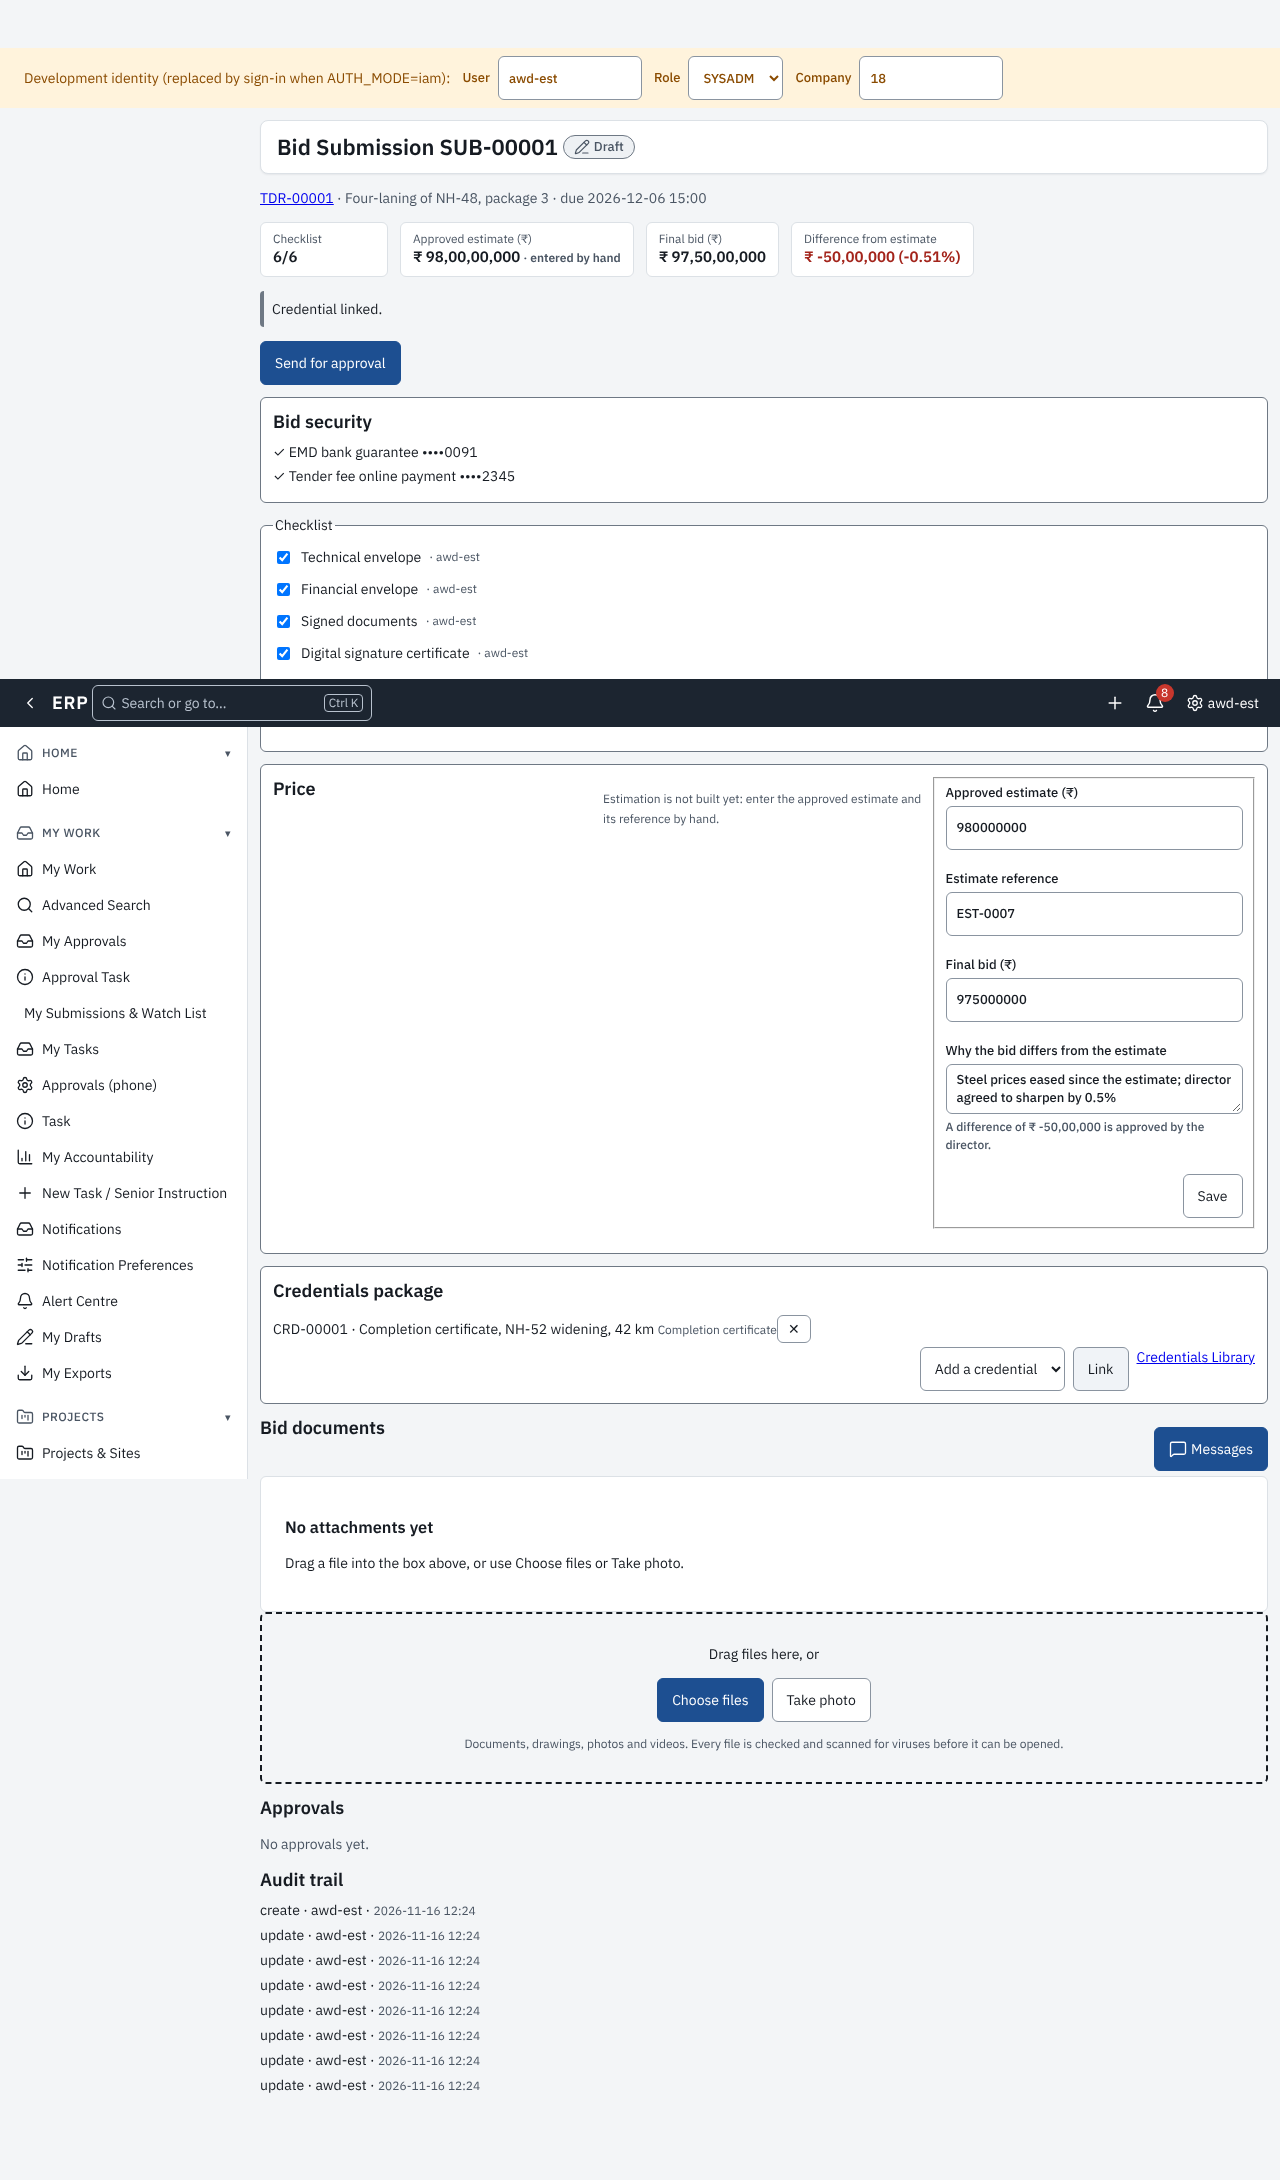 Development identity (replaced by sign-in when AUTH_MODE=iam): User awd-est Role SYSADM Company 18
Bid Submission SUB-00001 Draft
TDR-00001 · Four-laning of NH-48, package 3 · due 2026-12-06 15:00
Checklist
6/6
Approved estimate (₹)
₹ 98,00,00,000 · entered by hand
Final bid (₹)
₹ 97,50,00,000
Difference from estimate
₹ -50,00,000 (-0.51%)
Credential linked.
Send for approval
Bid security
✓ EMD bank guarantee ••••0091
✓ Tender fee online payment ••••2345
Checklist
Technical envelope · awd-est
Financial envelope · awd-est
Signed documents · awd-est
Digital signature certificate · awd-est
ERP Search or go to... Ctrl K 8 awd-est
HOME
Home
MY WORK
My Work
Advanced Search
My Approvals
Approval Task
My Submissions & Watch List
My Tasks
Approvals (phone)
Task
My Accountability
New Task / Senior Instruction
Notifications
Notification Preferences
Alert Centre
My Drafts
My Exports
PROJECTS
Projects & Sites
Price
Estimation is not built yet: enter the approved estimate and
its reference by hand.
Approved estimate (₹)
980000000
Estimate reference
EST-0007
Final bid (₹)
975000000
Why the bid differs from the estimate
Steel prices eased since the estimate; director
agreed to sharpen by 0.5%
A difference of ₹ -50,00,000 is approved by the
director.
Save
Credentials package
CRD-00001 · Completion certificate, NH-52 widening, 42 km Completion certificate ✕
Add a credential Link Credentials Library
Bid documents
Messages
No attachments yet
Drag a file into the box above, or use Choose files or Take photo.
Drag files here, or
Choose files Take photo
Documents, drawings, photos and videos. Every file is checked and scanned for viruses before it can be opened.
Approvals
No approvals yet.
Audit trail
create · awd-est · 2026-11-16 12:24
update · awd-est · 2026-11-16 12:24
update · awd-est · 2026-11-16 12:24
update · awd-est · 2026-11-16 12:24
update · awd-est · 2026-11-16 12:24
update · awd-est · 2026-11-16 12:24
update · awd-est · 2026-11-16 12:24
update · awd-est · 2026-11-16 12:24